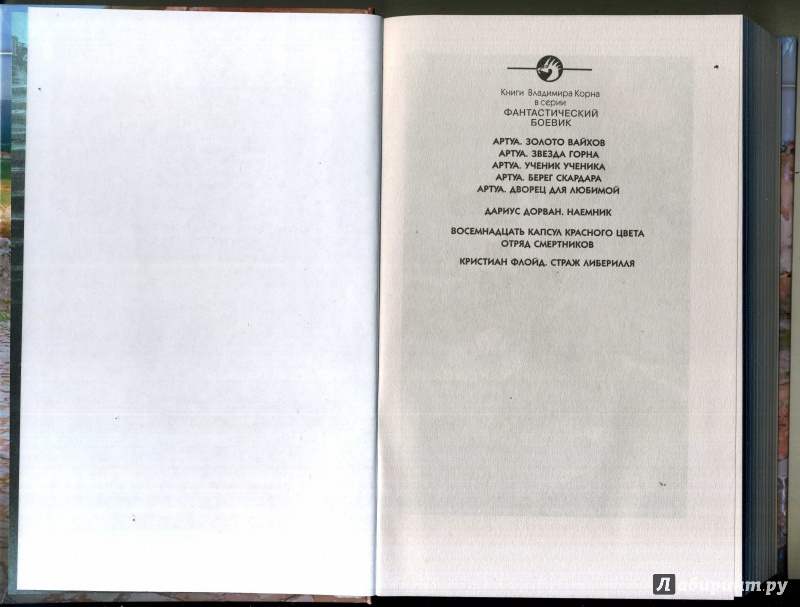 Книги Владимира Корна
в серии
ФАНТАСТИЧЕСКИЙ
БОЕВИК
АРТУА. ЗОЛОТО ВАЙХОВ
АРТУА. ЗВЕЗДА ГОРНА
АРТУА. УЧЕНИК УЧЕНИКА
АРТУА. БЕРЕГ СКАРДАРА
АРТУА. ДВОРЕЦ ДЛЯ ЛЮБИМОЙ
ДАРИУС ДОРВАН. НАЕМНИК
ВОСЕМНАДЦАТЬ КАПСУЛ КРАСНОГО ЦВЕТА
ОТРЯД СМЕРТНИКОВ
КРИСТИАН ФЛОЙД. СТРАЖ ЛИБЕРИЛЛЯ
Лабиринт.ру